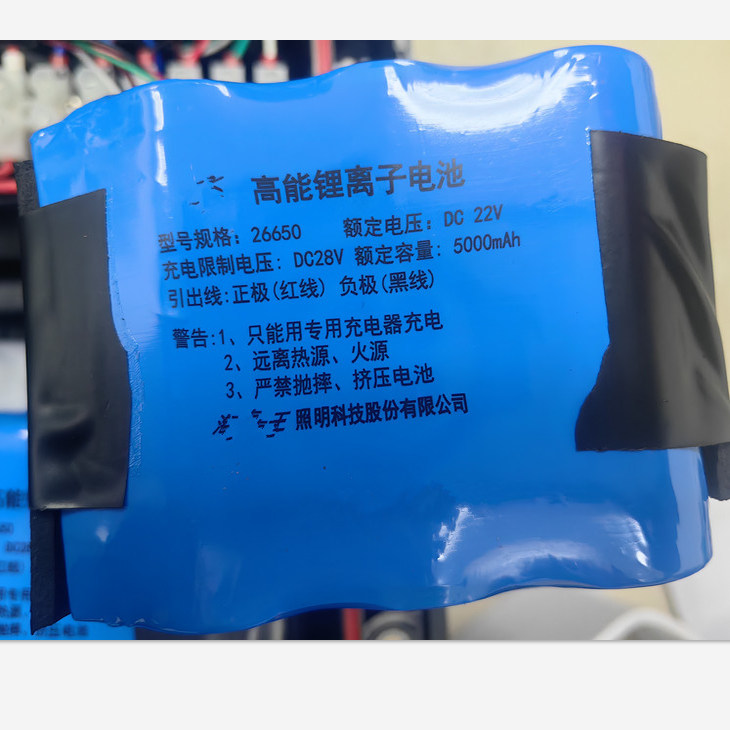 高能锂离子电池
型号规格: 26650 额定电压: DC 22V
充电限制电压: DC28V 额定容量: 5000mAh
引出线:正极(红线) 负极(黑线)
警告:1、只能用专用充电器充电
2、远离热源、火源
3、严禁抛摔、挤压电池
照明科技股份有限公司